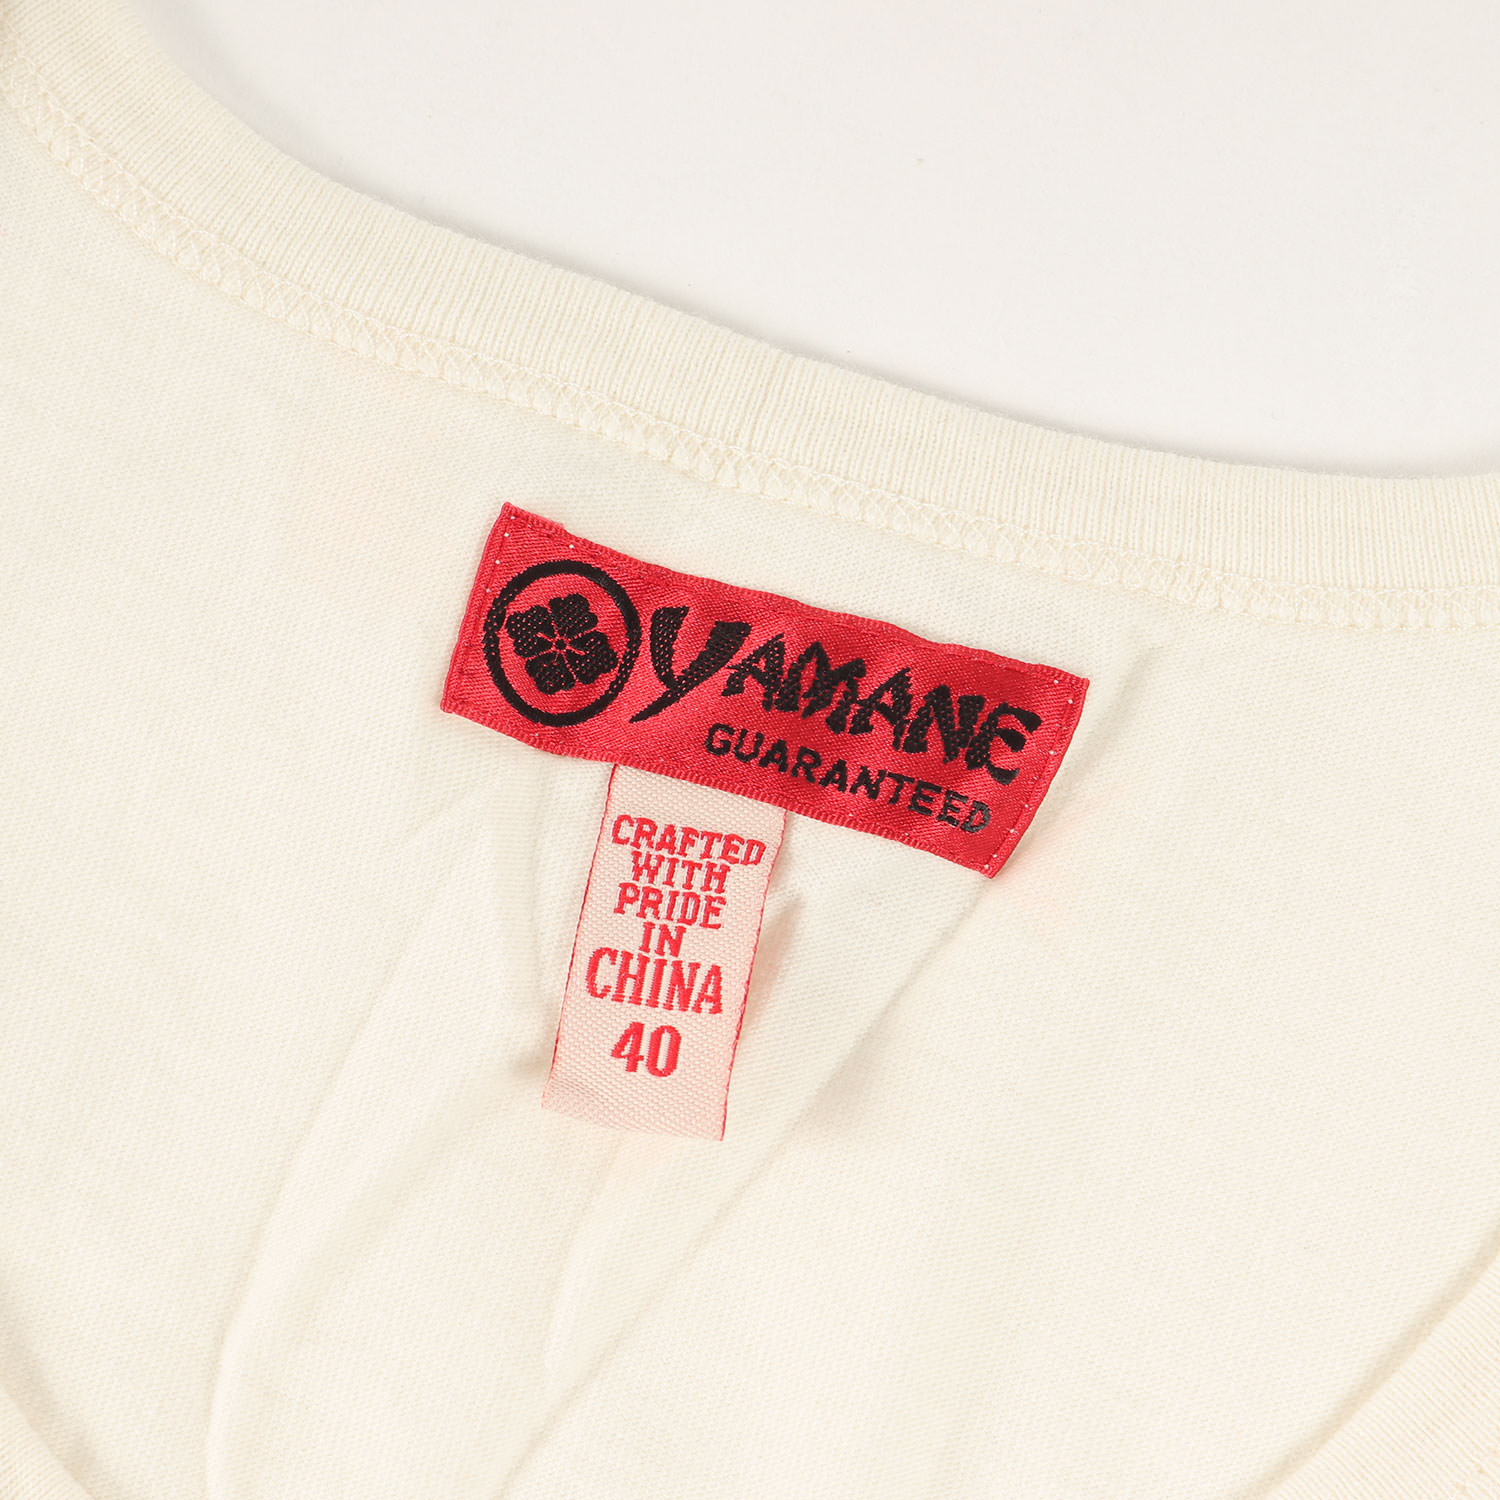 YAMANE
GUARANTEED
CRAFTED
WITH
PRIDE
IN
CHINA
40